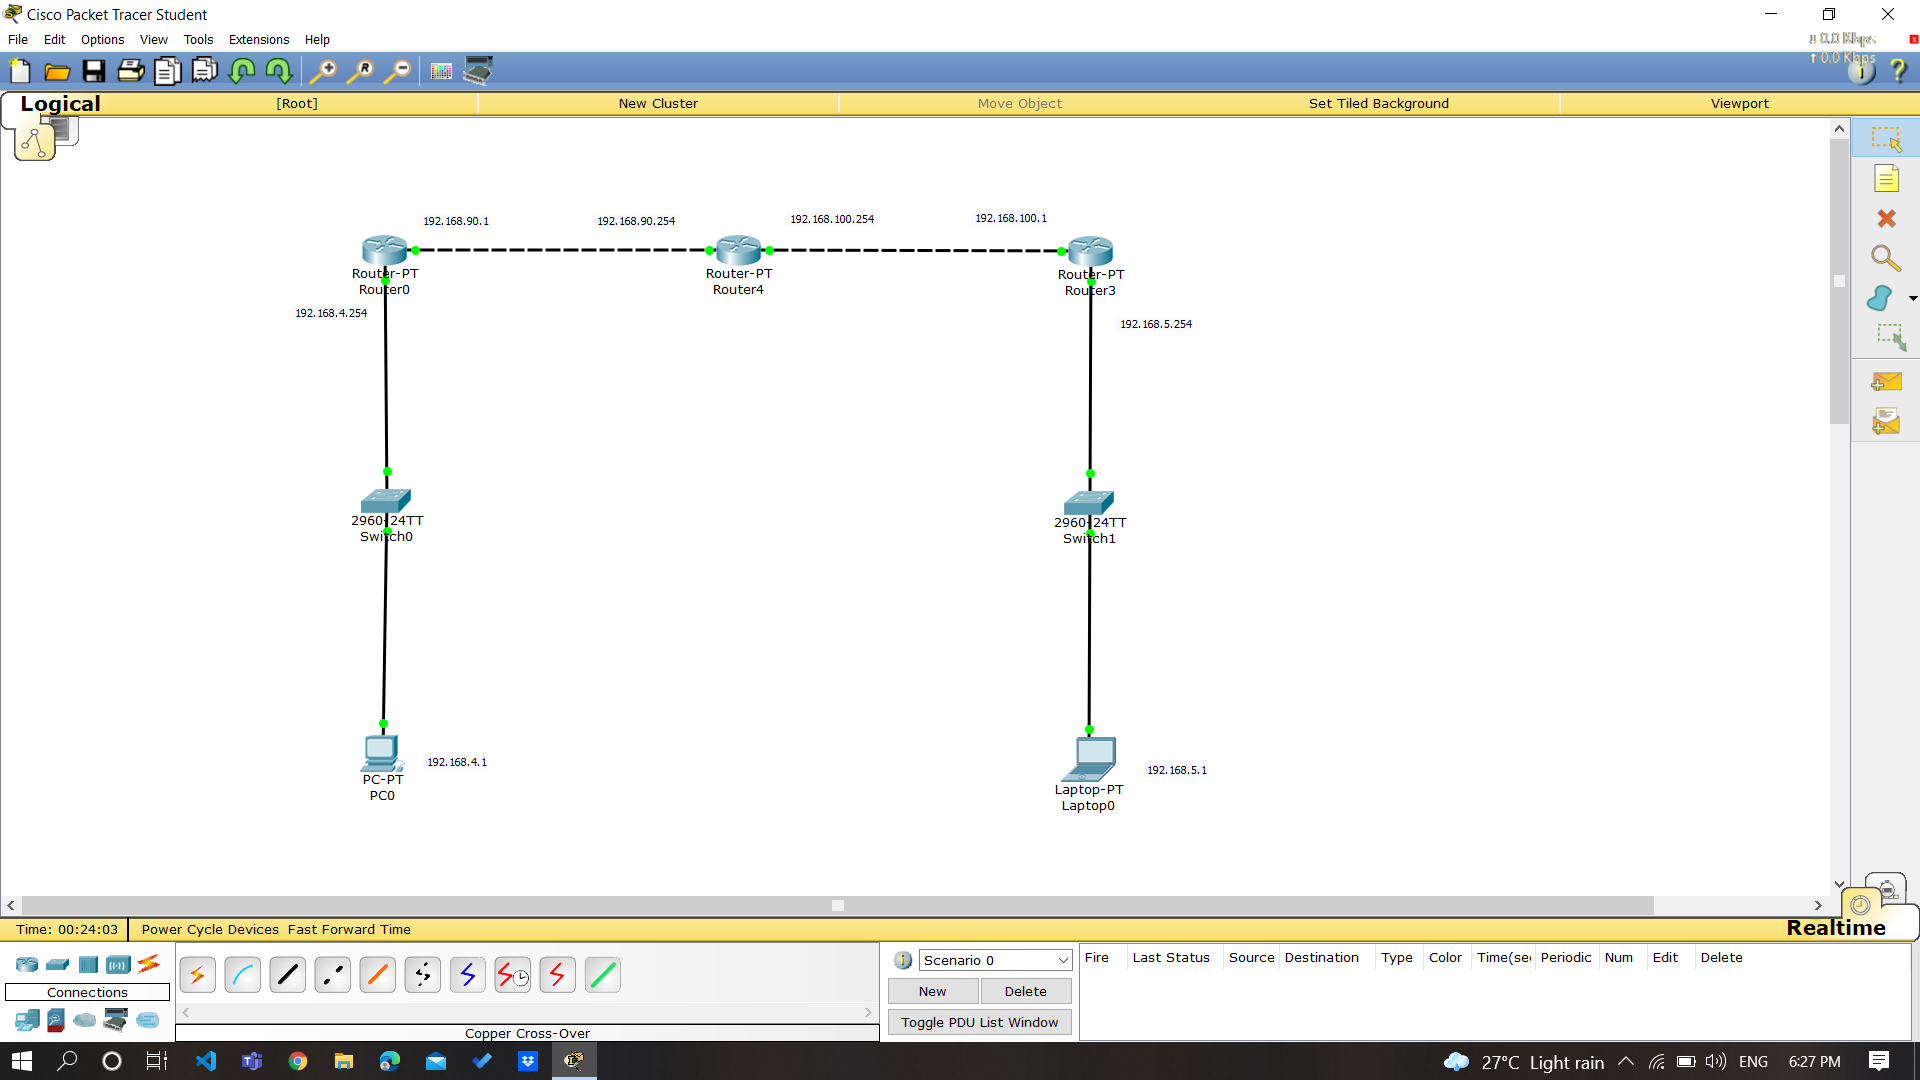 Cisco Packet Tracer Student
File Edit Options View Tools Extensions Help
0.0 Kbps
0.0 Kbps
Logical [Root] New Cluster Move Object Set Tiled Background Viewport
192.168.90.1 192.168.90.254 192.168.100.254 192.168.100.1
Router-PT
Router0
Router-PT
Router4
Router-PT
Router3
192.168.4.254
192.168.5.254
2960-24TT
Switch0
2960-24TT
Switch1
192.168.4.1
PC-PT
PC0
192.168.5.1
Laptop-PT
Laptop0
Time: 00:24:03 Power Cycle Devices Fast Forward Time Realtime
Connections
Copper Cross-Over
Scenario 0
New Delete
Toggle PDU List Window
Fire Last Status Source Destination Type Color Time(sec Periodic Num Edit Delete
27°C Light rain ENG 6:27 PM